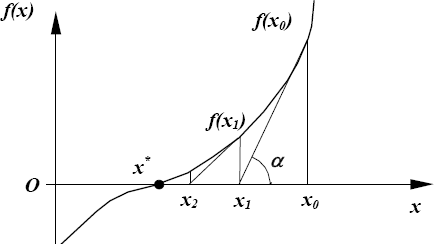 f(x)
f(x₀)
f(x₁)
x*
α
O
x₂
x₁
x₀
x